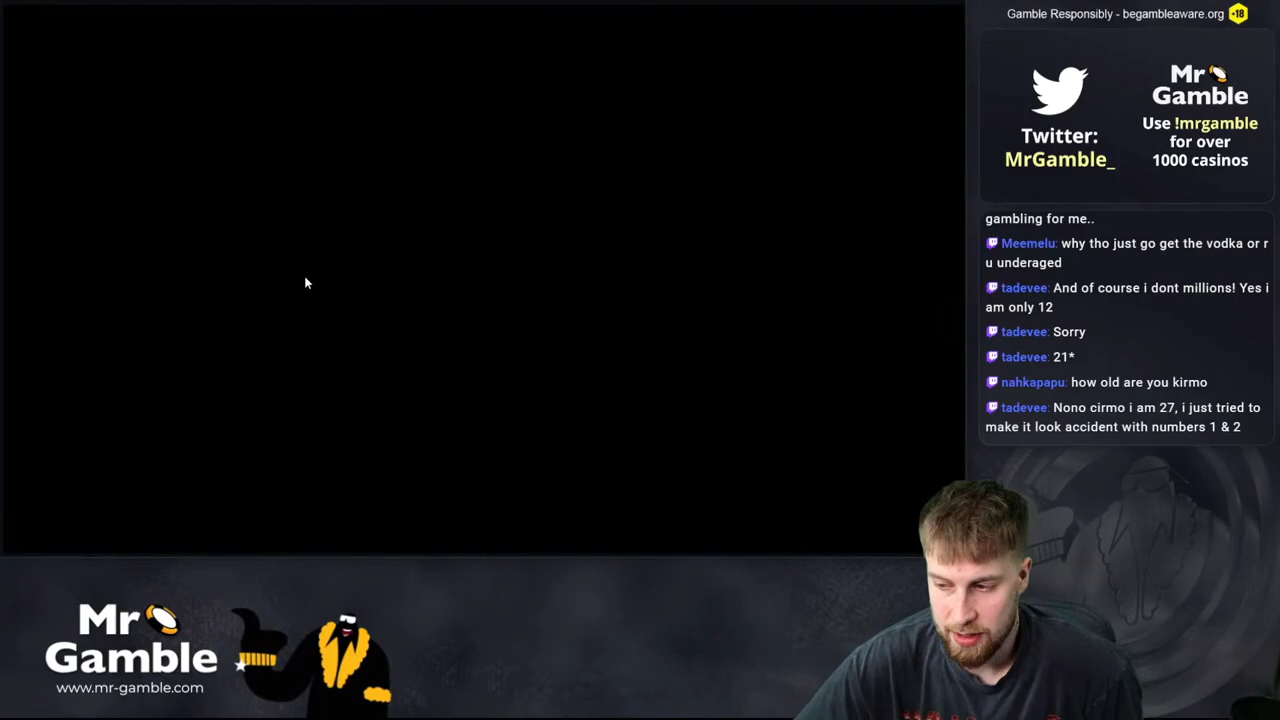 Gamble Responsibly - begambleaware.org +18
Twitter:
MrGamble_
Mr
Gamble
Use !mrgamble
for over
1000 casinos
gambling for me..
Meemelu: why tho just go get the vodka or r
u underaged
tadevee: And of course i dont millions! Yes i
am only 12
tadevee: Sorry
tadevee: 21*
nahkapapu: how old are you kirmo
tadevee: Nono cirmo i am 27, i just tried to
make it look accident with numbers 1 & 2
Mr
Gamble
www.mr-gamble.com